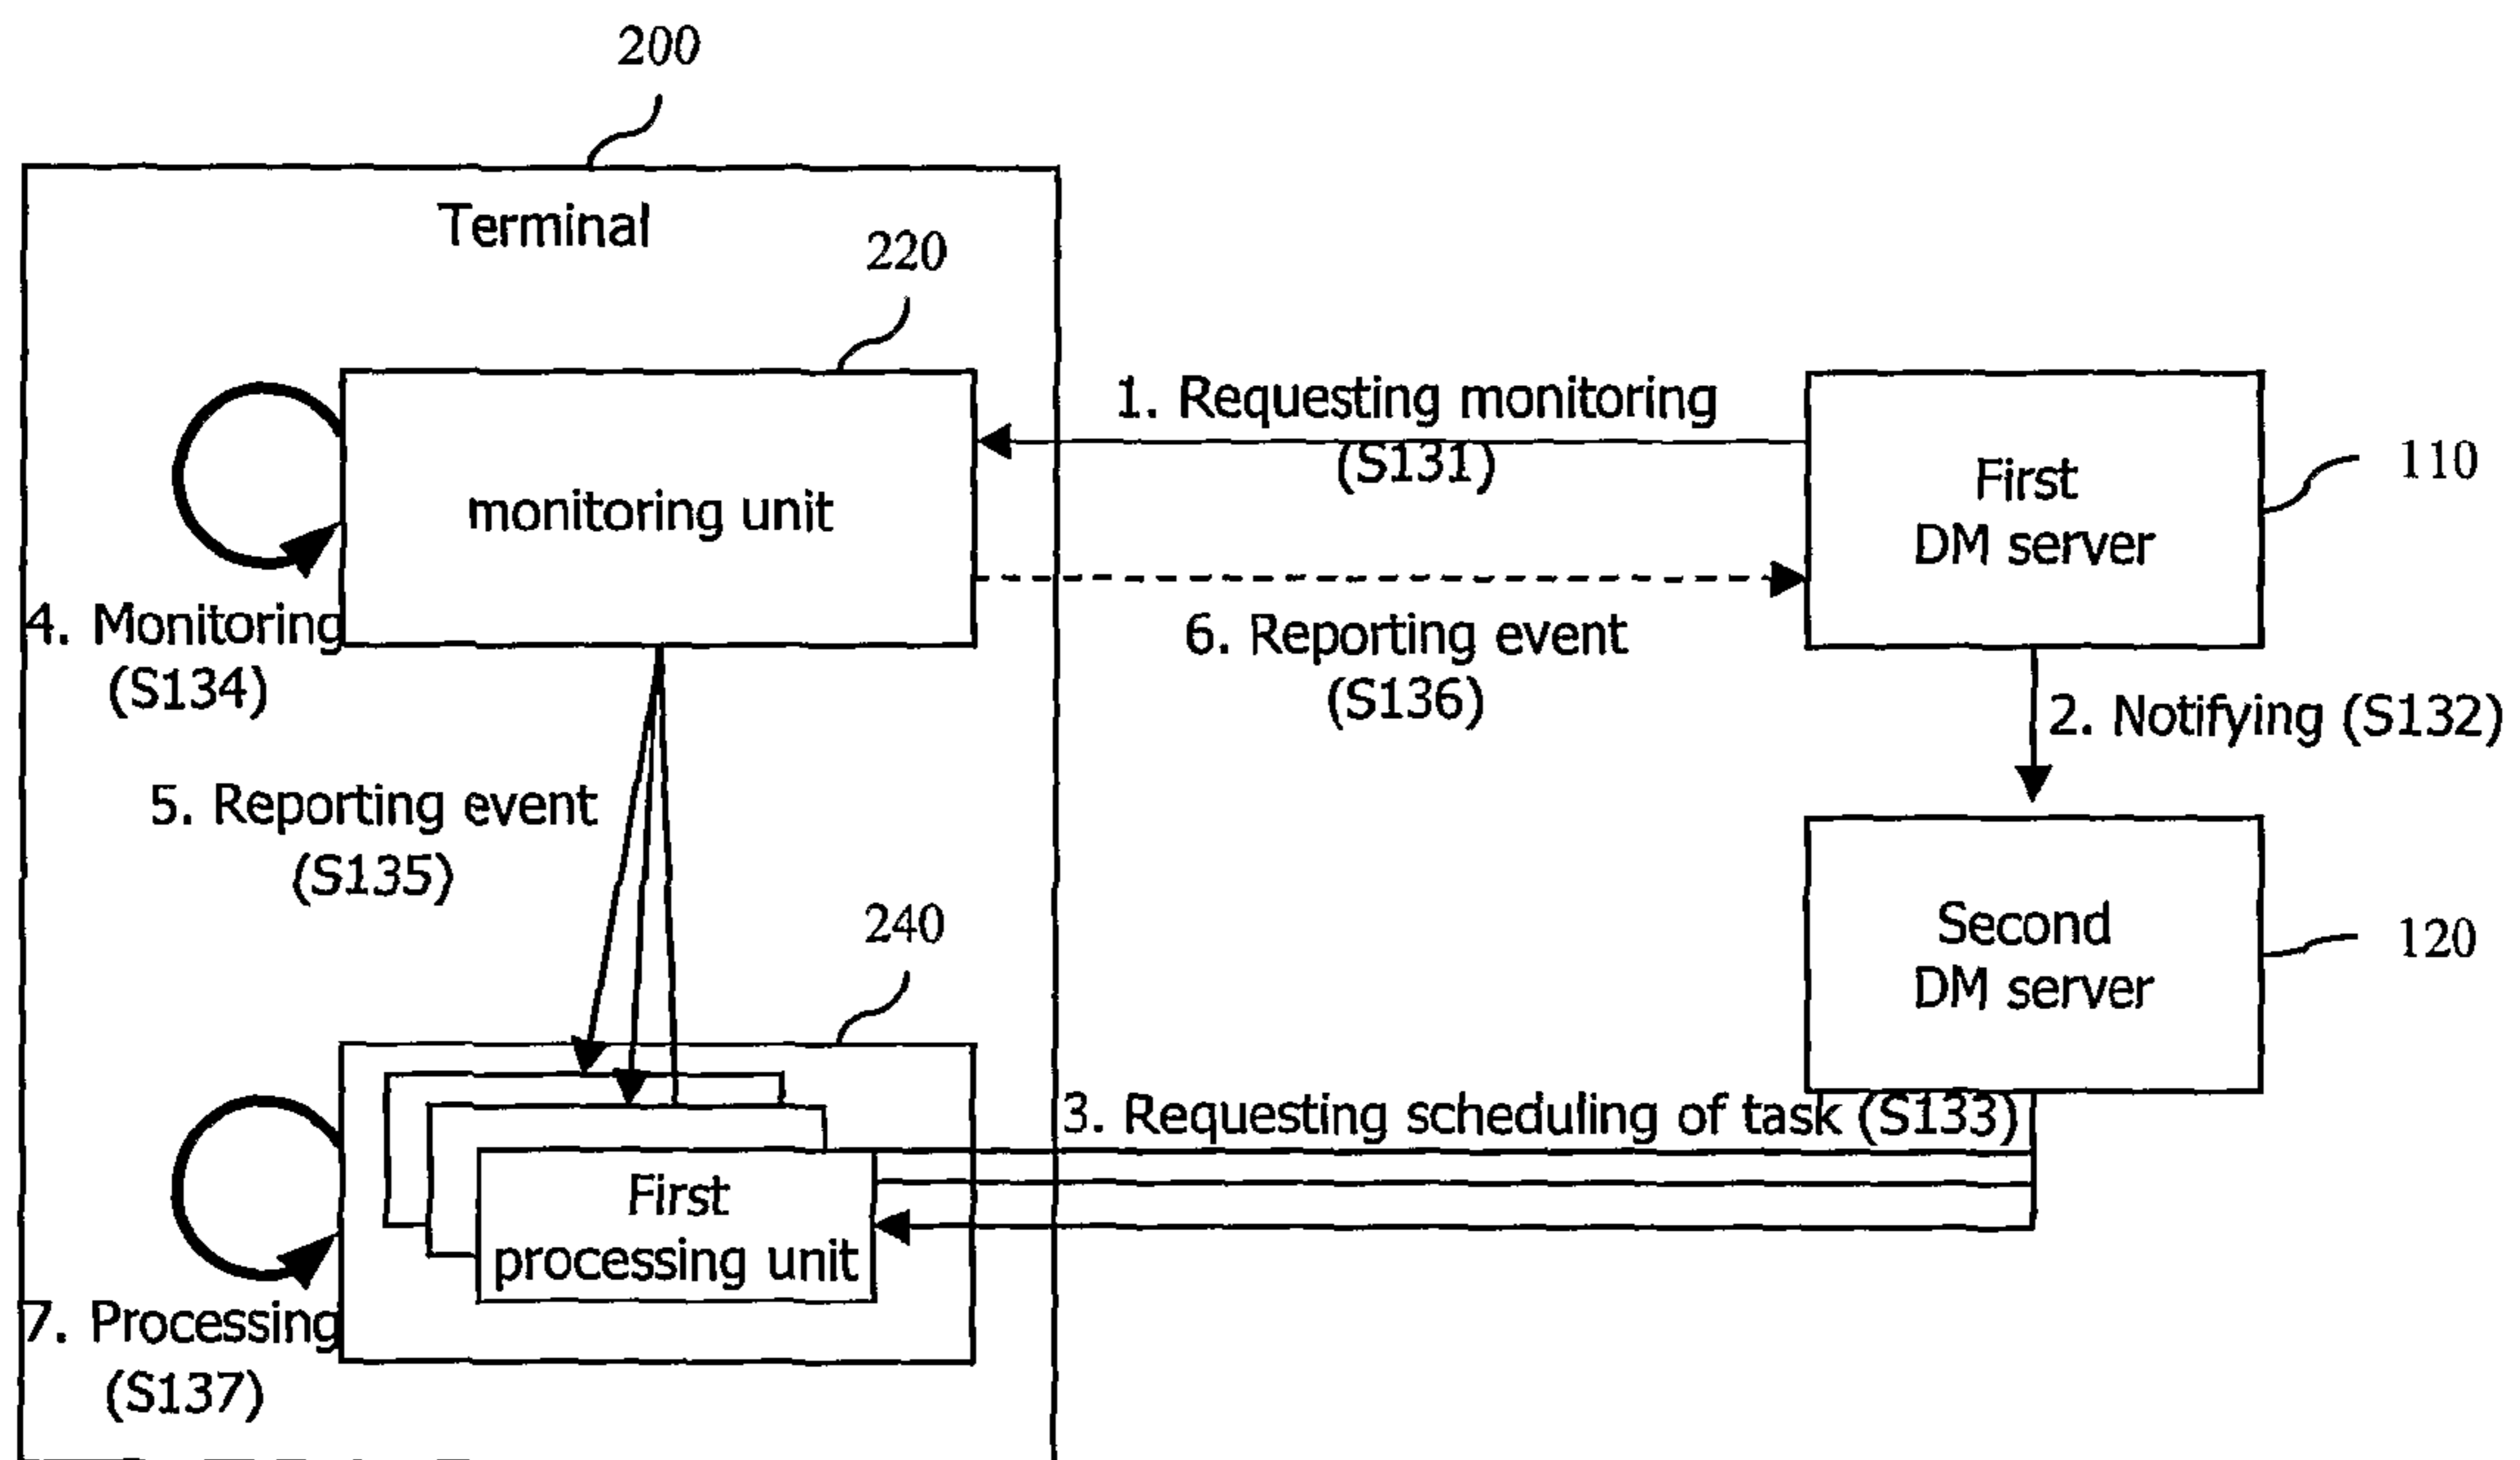 200
Terminal
220
1. Requesting monitoring
(S131)
First
DM server
110
monitoring unit
4. Monitoring
(S134)
6. Reporting event
(S136)
2. Notifying (S132)
5. Reporting event
(S135)
240
Second
DM server
120
3. Requesting scheduling of task (S133)
First
processing unit
7. Processing
(S137)